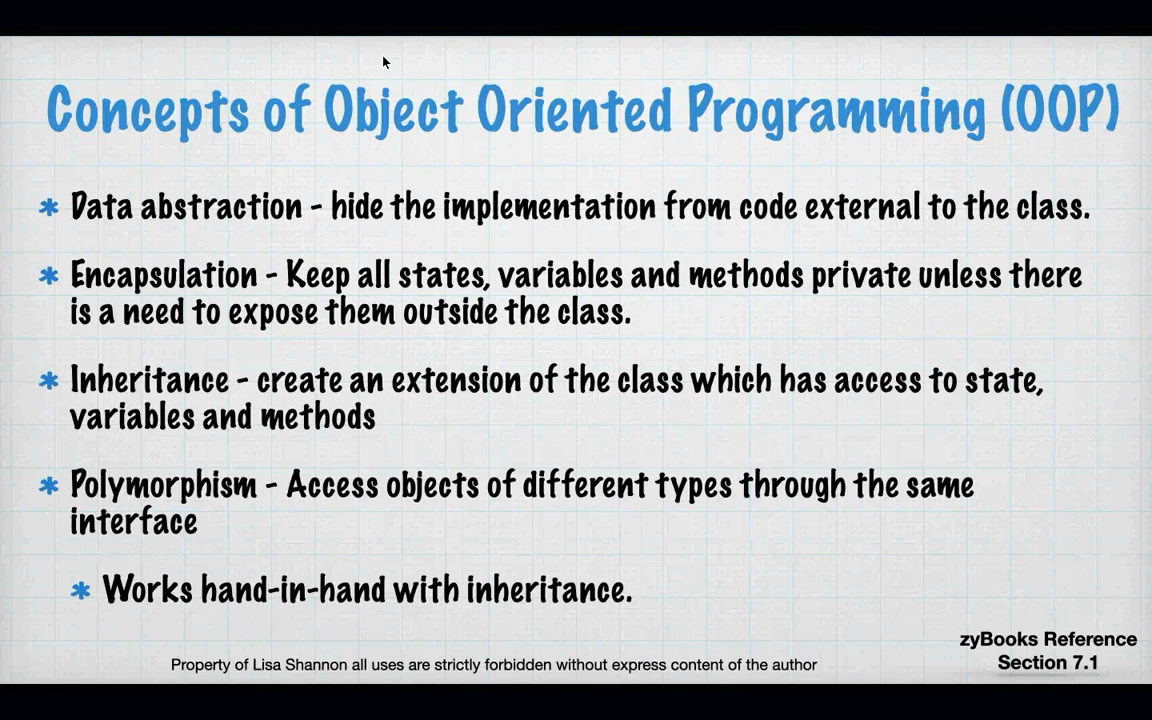 Concepts of Object Oriented Programming (OOP)
* Data abstraction - hide the implementation from code external to the class.
* Encapsulation - Keep all states, variables and methods private unless there
is a need to expose them outside the class.
* Inheritance - create an extension of the class which has access to state,
variables and methods
* Polymorphism - Access objects of different types through the same
interface
* Works hand-in-hand with inheritance.
zyBooks Reference
Section 7.1
Property of Lisa Shannon all uses are strictly forbidden without express content of the author